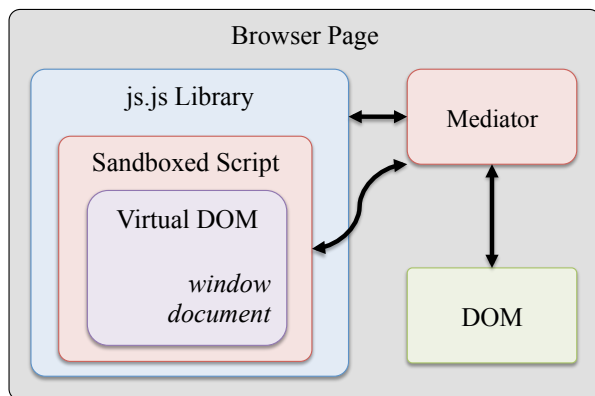 Browser Page
js.js Library
Mediator
Sandboxed Script
Virtual DOM
window
document
DOM